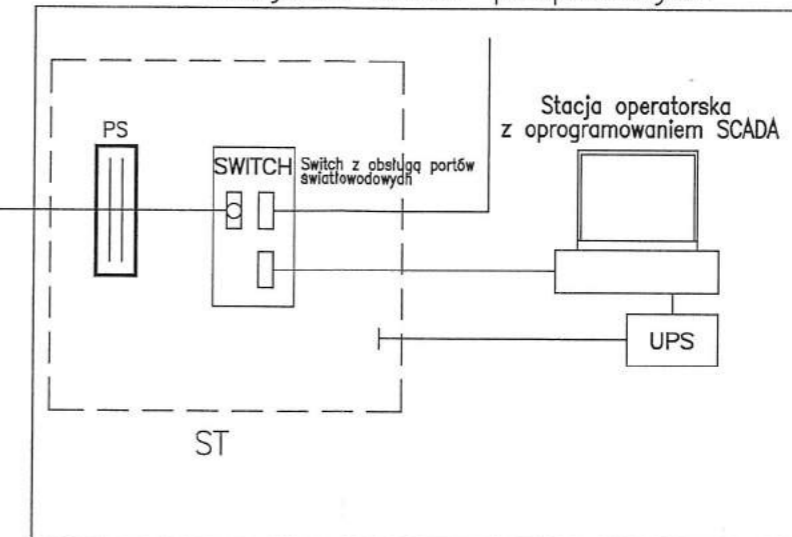 Stacja operatorska
z oprogramowaniem SCADA
PS
SWITCH
Switch z obsługą portów
światłowodowych
UPS
ST